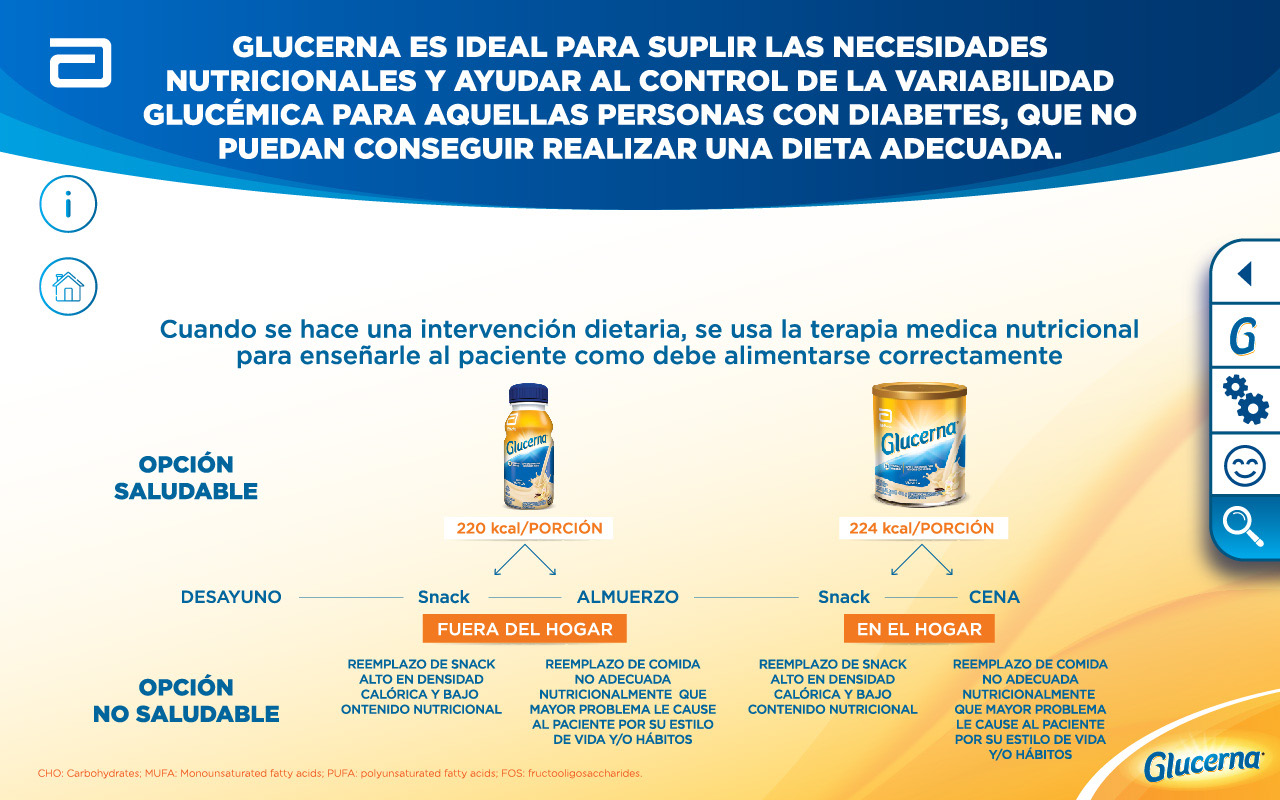 GLUCERNA ES IDEAL PARA SUPLIR LAS NECESIDADES
NUTRICIONALES Y AYUDAR AL CONTROL DE LA VARIABILIDAD
GLUCÉMICA PARA AQUELLAS PERSONAS CON DIABETES, QUE NO
PUEDAN CONSEGUIR REALIZAR UNA DIETA ADECUADA.
i
G
Cuando se hace una intervención dietaria, se usa la terapia medica nutricional
para enseñarle al paciente como debe alimentarse correctamente
OPCIÓN
SALUDABLE
Glucerna
Glucerna
220 kcal/PORCIÓN
224 kcal/PORCIÓN
DESAYUNO
Snack
ALMUERZO
Snack
CENA
FUERA DEL HOGAR
EN EL HOGAR
OPCIÓN
NO SALUDABLE
REEMPLAZO DE SNACK
ALTO EN DENSIDAD
CALÓRICA Y BAJO
ONTENIDO NUTRICIONAL
REEMPLAZO DE COMIDA
NO ADECUADA
NUTRICIONALMENTE QUE
MAYOR PROBLEMA LE CAUSE
AL PACIENTE POR SU ESTILO
DE VIDA Y/O HÁBITOS
REEMPLAZO DE SNACK
ALTO EN DENSIDAD
CALÓRICA Y BAJO
CONTENIDO NUTRICIONAL
REEMPLAZO DE COMIDA
NO ADECUADA
NUTRICIONALMENTE
QUE MAYOR PROBLEMA
LE CAUSE AL PACIENTE
POR SU ESTILO DE VIDA
Y/O HÁBITOS
Glucerna
CHO: Carbohydrates; MUFA: Monounsaturated fatty acids; PUFA: polyunsaturated fatty acids; FOS: fructooligosaccharides.